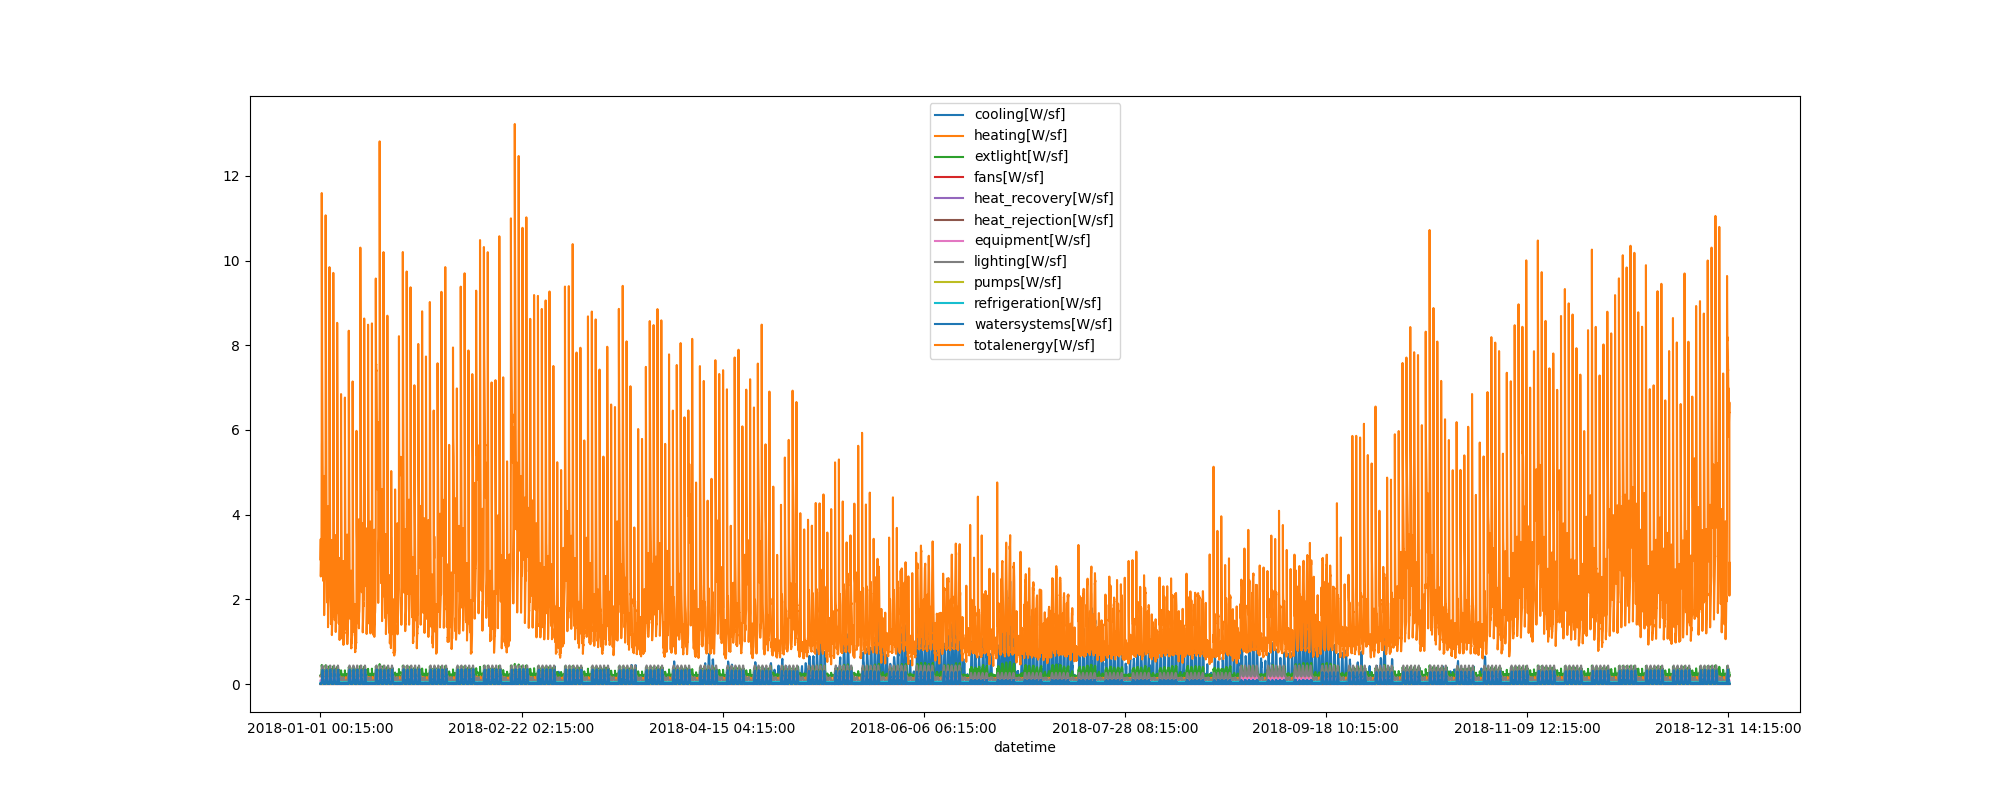 cooling[W/sf]
heating[W/sf]
extlight[W/sf]
fans[W/sf]
heat_recovery[W/sf]
heat_rejection[W/sf]
equipment[W/sf]
lighting[W/sf]
pumps[W/sf]
refrigeration[W/sf]
watersystems[W/sf]
totalenergy[W/sf]
12
10
8
6
4
2
0
2018-01-01 00:15:00 2018-02-22 02:15:00 2018-04-15 04:15:00 2018-06-06 06:15:00 2018-07-28 08:15:00 2018-09-18 10:15:00 2018-11-09 12:15:00 2018-12-31 14:15:00
datetime